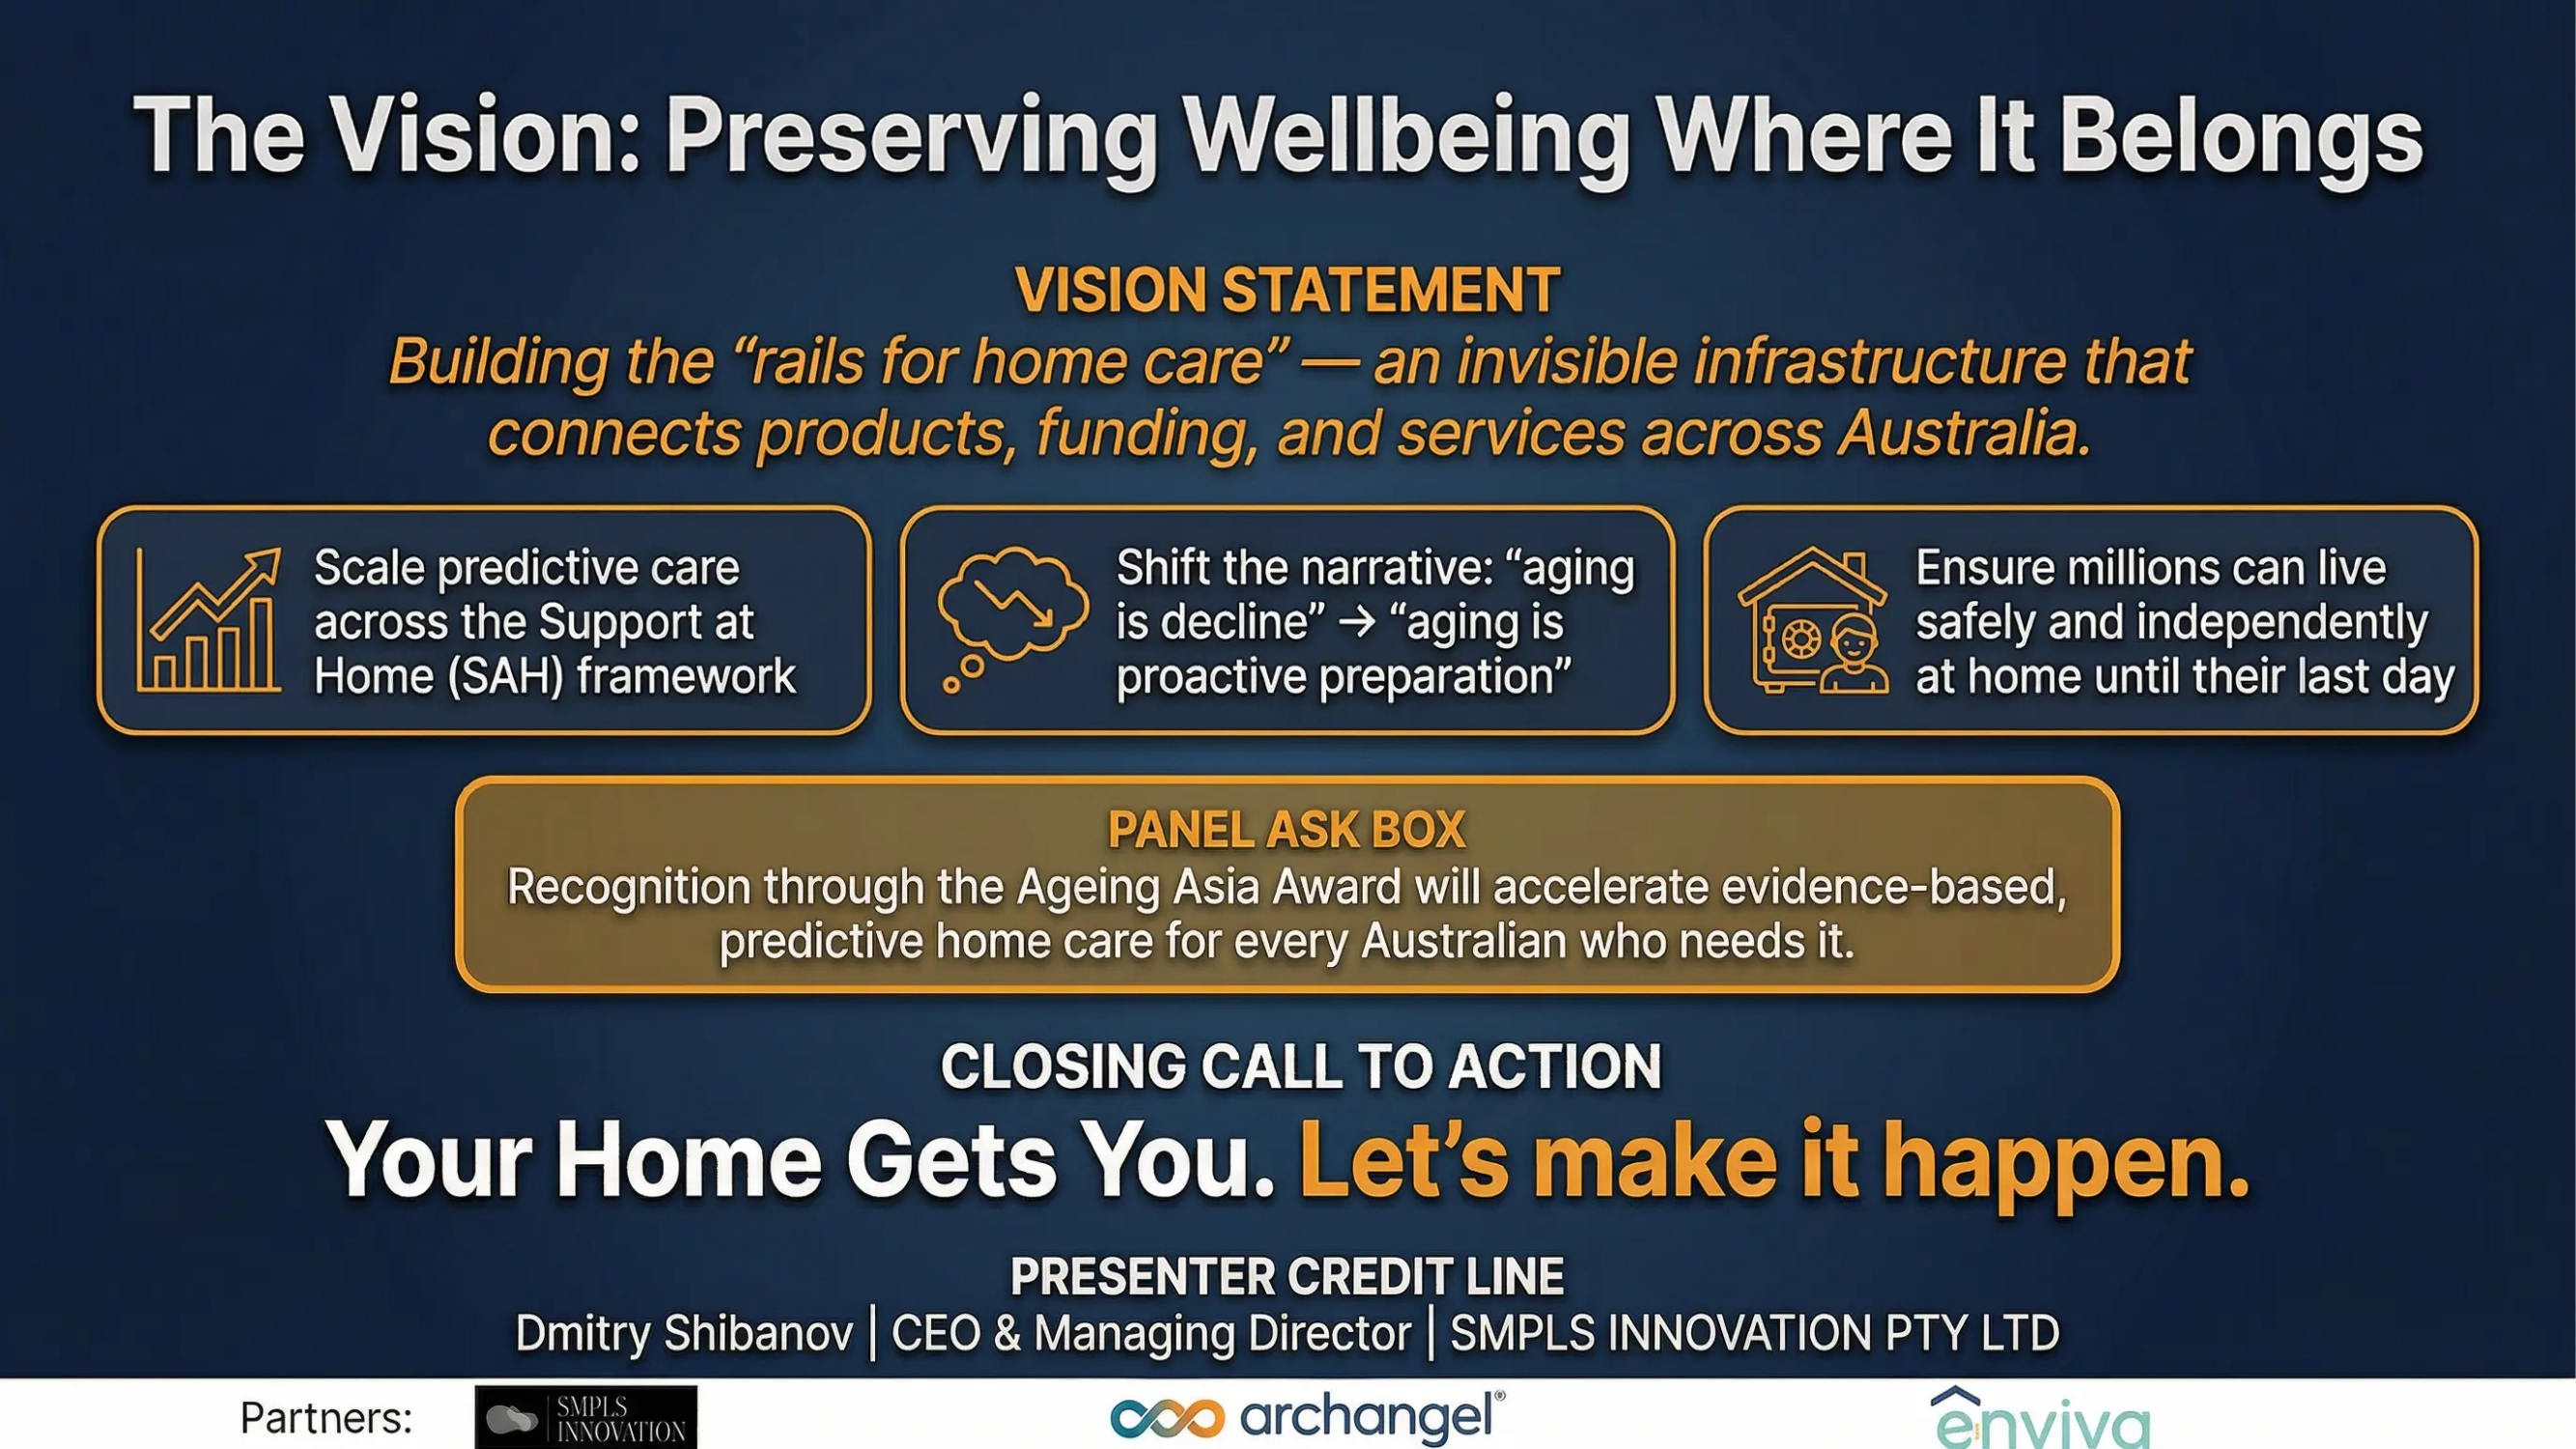 The Vision: Preserving Wellbeing Where It Belongs
VISION STATEMENT
Building the “rails for home care” — an invisible infrastructure that
connects products, funding, and services across Australia.
Scale predictive care
across the Support at
Home (SAH) framework
Shift the narrative: “aging
is decline” → “aging is
proactive preparation”
Ensure millions can live
safely and independently
at home until their last day
PANEL ASK BOX
Recognition through the Ageing Asia Award will accelerate evidence-based,
predictive home care for every Australian who needs it.
CLOSING CALL TO ACTION
Your Home Gets You. Let’s make it happen.
PRESENTER CREDIT LINE
Dmitry Shibanov | CEO & Managing Director | SMPLS INNOVATION PTY LTD
Partners:
SMPLS
INNOVATION
archangel®
enviva